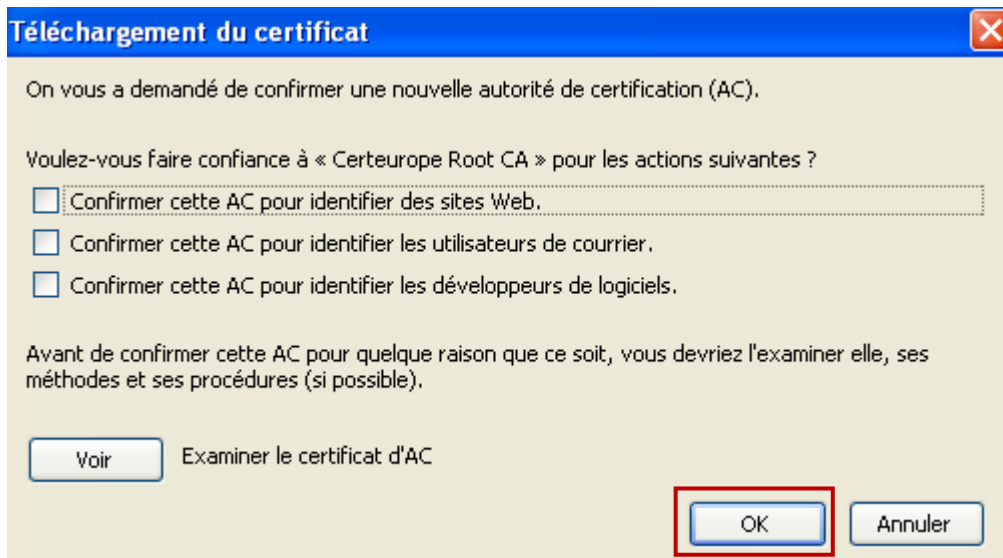 Téléchargement du certificat
On vous a demandé de confirmer une nouvelle autorité de certification (AC).
Voulez-vous faire confiance à « Certeurope Root CA » pour les actions suivantes ?
Confirmer cette AC pour identifier des sites Web.
Confirmer cette AC pour identifier les utilisateurs de courrier.
Confirmer cette AC pour identifier les développeurs de logiciels.
Avant de confirmer cette AC pour quelque raison que ce soit, vous devriez l'examiner elle, ses
méthodes et ses procédures (si possible).
Voir Examiner le certificat d'AC
OK Annuler